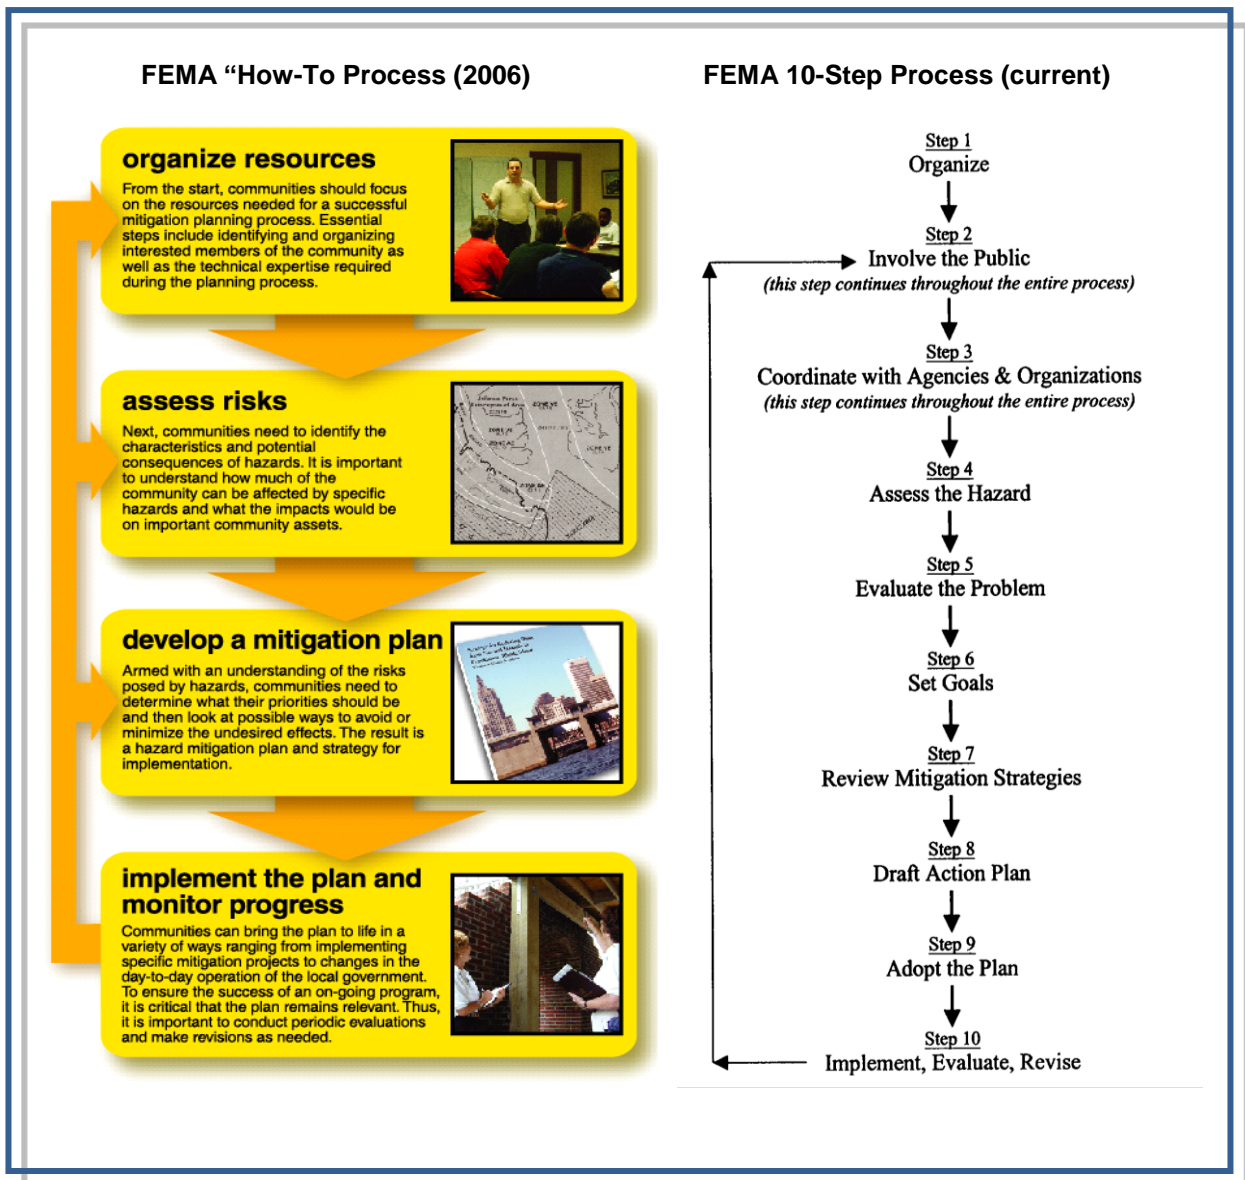 FEMA “How-To Process (2006)
organize resources
From the start, communities should focus
on the resources needed for a successful
mitigation planning process. Essential
steps include identifying and organizing
interested members of the community as
well as the technical expertise required
during the planning process.
assess risks
Next, communities need to identify the
characteristics and potential
consequences of hazards. It is important
to understand how much of the
community can be affected by specific
hazards and what the impacts would be
on important community assets.
ZONE VE
ZONE AE
ZONE VE
develop a mitigation plan
Armed with an understanding of the risks
posed by hazards, communities need to
determine what their priorities should be
and then look at possible ways to avoid or
minimize the undesired effects. The result is
a hazard mitigation plan and strategy for
implementation.
implement the plan and
monitor progress
Communities can bring the plan to life in a
variety of ways ranging from implementing
specific mitigation projects to changes in the
day-to-day operation of the local government.
To ensure the success of an on-going program,
it is critical that the plan remains relevant. Thus,
it is important to conduct periodic evaluations
and make revisions as needed.
FEMA 10-Step Process (current)
Step 1
Organize
Step 2
Involve the Public
(this step continues throughout the entire process)
Step 3
Coordinate with Agencies & Organizations
(this step continues throughout the entire process)
Step 4
Assess the Hazard
Step 5
Evaluate the Problem
Step 6
Set Goals
Step 7
Review Mitigation Strategies
Step 8
Draft Action Plan
Step 9
Adopt the Plan
Step 10
Implement, Evaluate, Revise